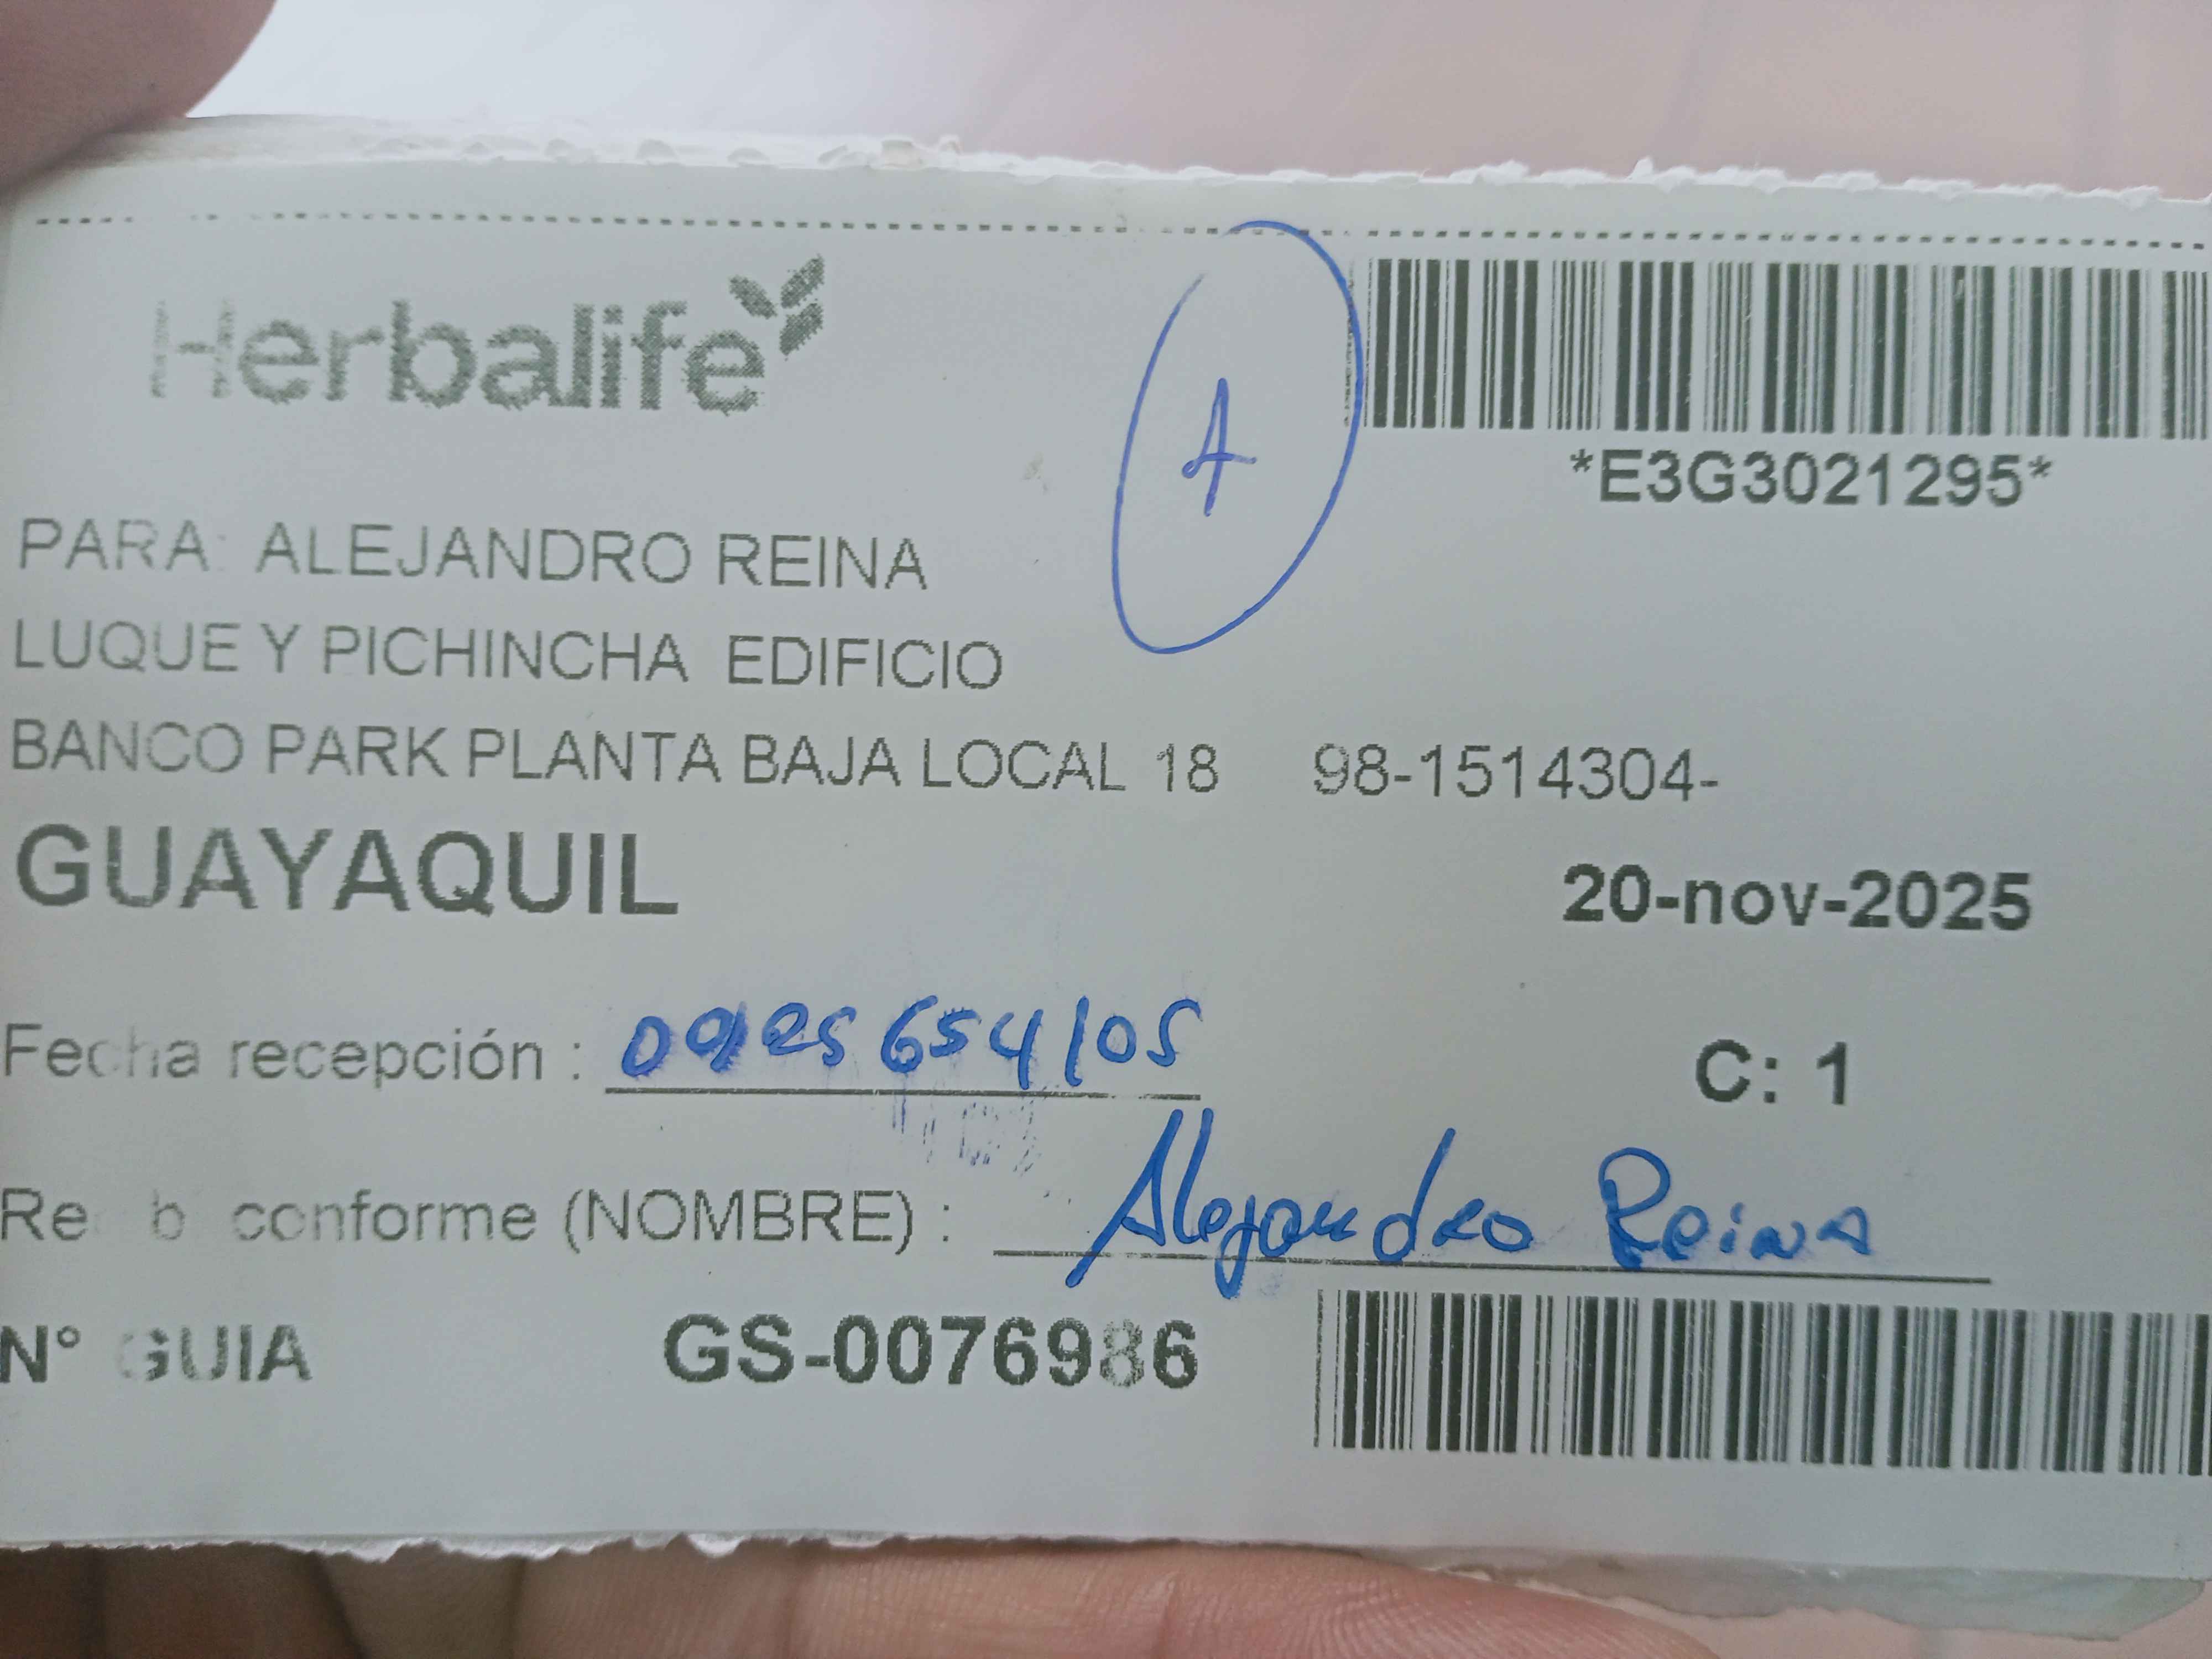 Herbalife
A
*E3G3021295*
PARA: ALEJANDRO REINA
LUQUE Y PICHINCHA EDIFICIO
BANCO PARK PLANTA BAJA LOCAL 18 98-1514304-
GUAYAQUIL 20-nov-2025
Fecha recepción : 0925654105
C: 1
conforme (NOMBRE) : Alejandro Reina
N° GUIA GS-0076986